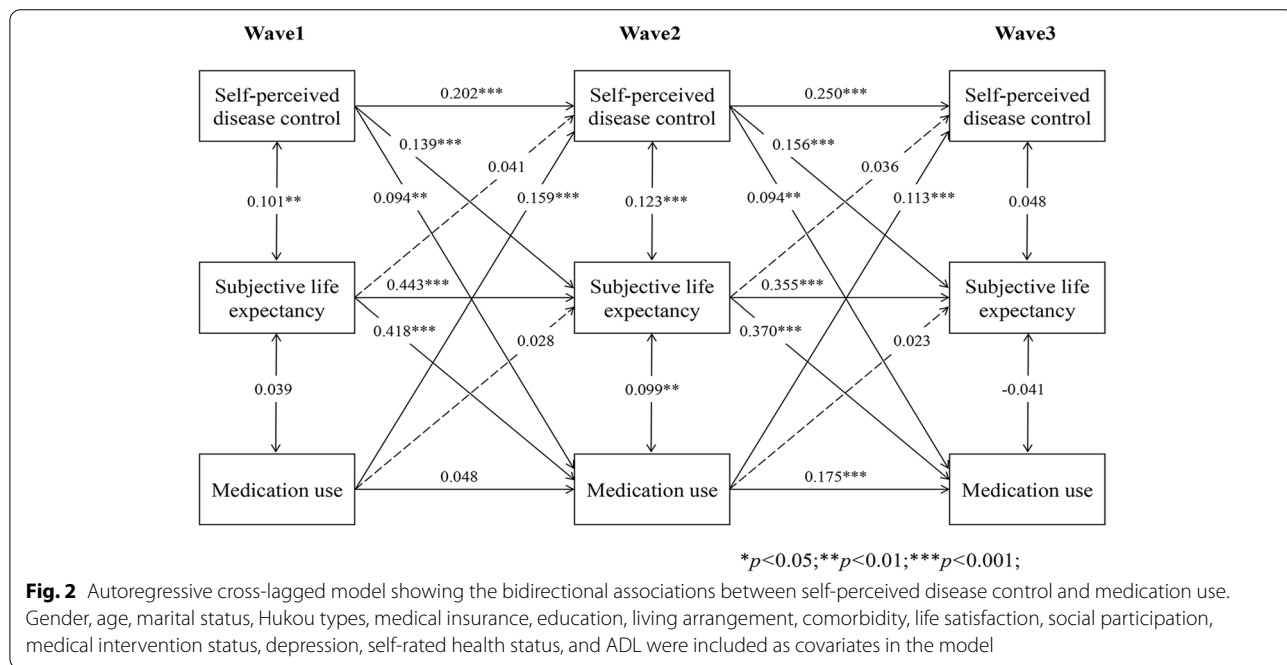 Wave1 Wave2 Wave3
Self-perceived
disease control
Self-perceived
disease control
Self-perceived
disease control
0.202***
0.250***
0.139***
0.041
0.156***
0.036
0.101**
0.094**
0.159***
0.123***
0.094**
0.113***
0.048
Subjective life
expectancy
Subjective life
expectancy
Subjective life
expectancy
0.443***
0.355***
0.418***
0.028
0.370***
0.023
0.039
0.099**
-0.041
Medication use
Medication use
Medication use
0.048
0.175***
*p<0.05;**p<0.01;***p<0.001;
Fig. 2 Autoregressive cross-lagged model showing the bidirectional associations between self-perceived disease control and medication use.
Gender, age, marital status, Hukou types, medical insurance, education, living arrangement, comorbidity, life satisfaction, social participation,
medical intervention status, depression, self-rated health status, and ADL were included as covariates in the model